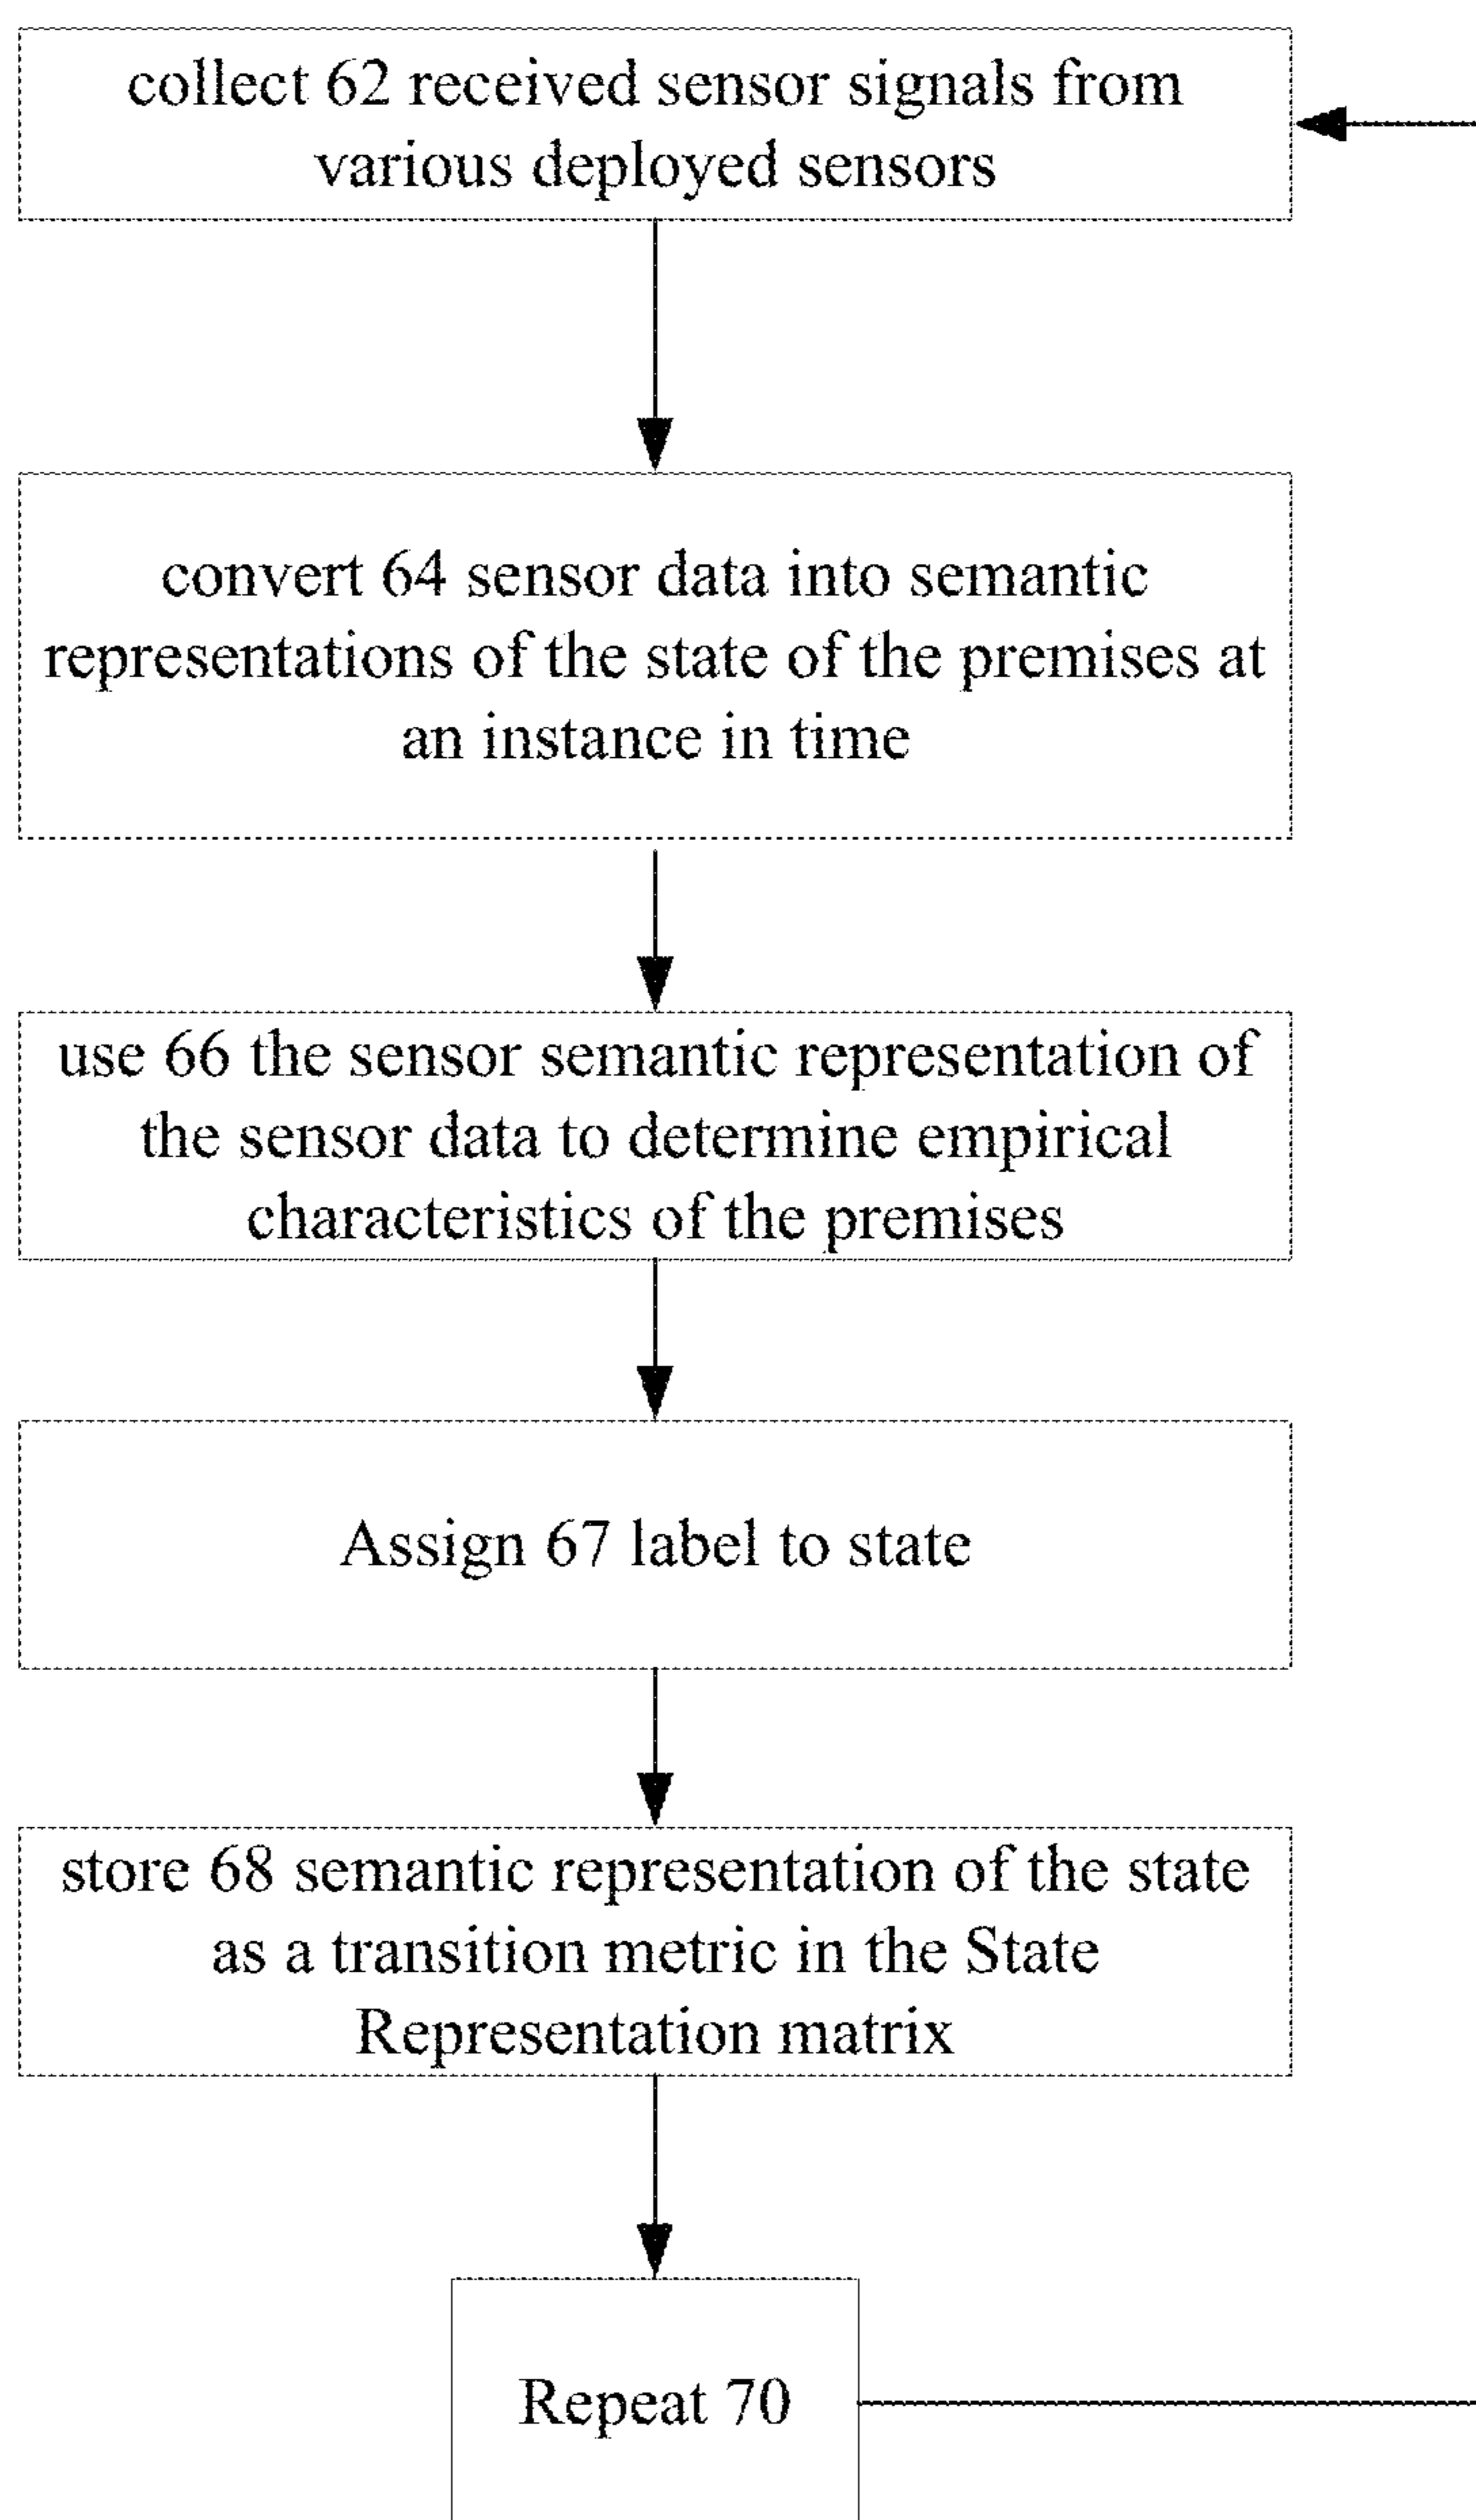 collect 62 received sensor signals from
various deployed sensors
convert 64 sensor data into semantic
representations of the state of the premises at
an instance in time
use 66 the sensor semantic representation of
the sensor data to determine empirical
characteristics of the premises
Assign 67 label to state
store 68 semantic representation of the state
as a transition metric in the State
Representation matrix
Repeat 70